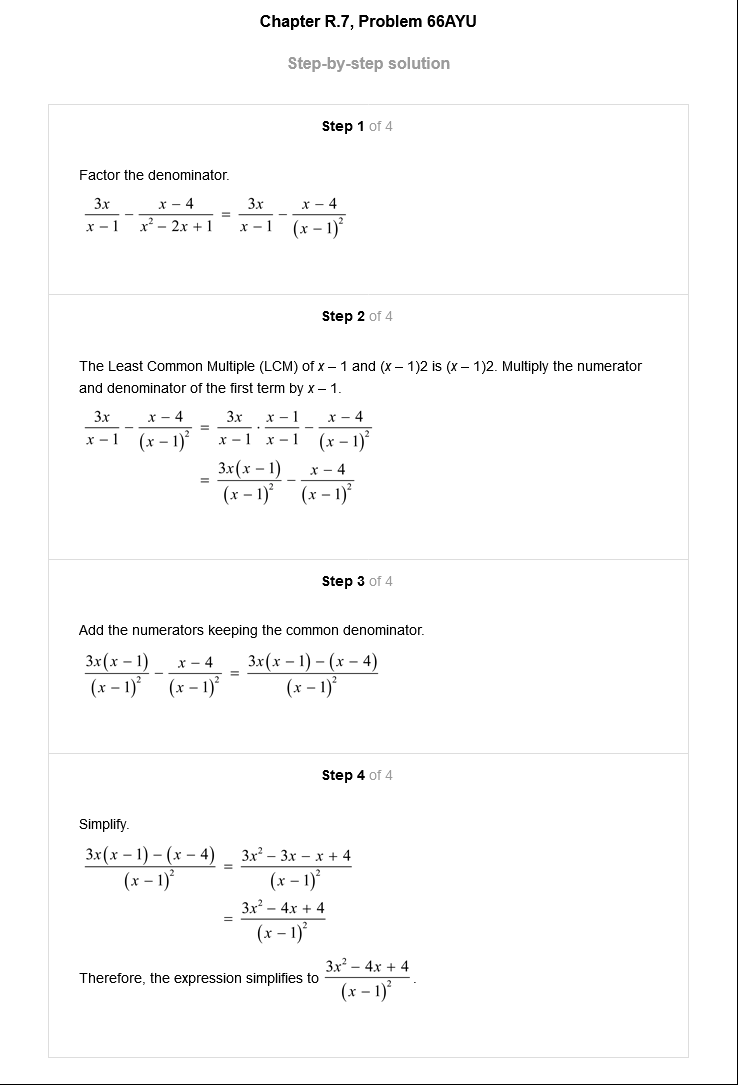 Chapter R.7, Problem 66AYU
Step-by-step solution
Step 1 of 4
Factor the denominator.
\frac{3x}{x-1} - \frac{x-4}{x^2-2x+1} = \frac{3x}{x-1} - \frac{x-4}{(x-1)^2}
Step 2 of 4
The Least Common Multiple (LCM) of x – 1 and (x – 1)2 is (x – 1)2. Multiply the numerator
and denominator of the first term by x – 1.
\frac{3x}{x-1} - \frac{x-4}{(x-1)^2} = \frac{3x}{x-1} \cdot \frac{x-1}{x-1} - \frac{x-4}{(x-1)^2}
= \frac{3x(x-1)}{(x-1)^2} - \frac{x-4}{(x-1)^2}
Step 3 of 4
Add the numerators keeping the common denominator.
\frac{3x(x-1)}{(x-1)^2} - \frac{x-4}{(x-1)^2} = \frac{3x(x-1)-(x-4)}{(x-1)^2}
Step 4 of 4
Simplify.
\frac{3x(x-1)-(x-4)}{(x-1)^2} = \frac{3x^2-3x-x+4}{(x-1)^2}
= \frac{3x^2-4x+4}{(x-1)^2}
Therefore, the expression simplifies to \frac{3x^2-4x+4}{(x-1)^2}.